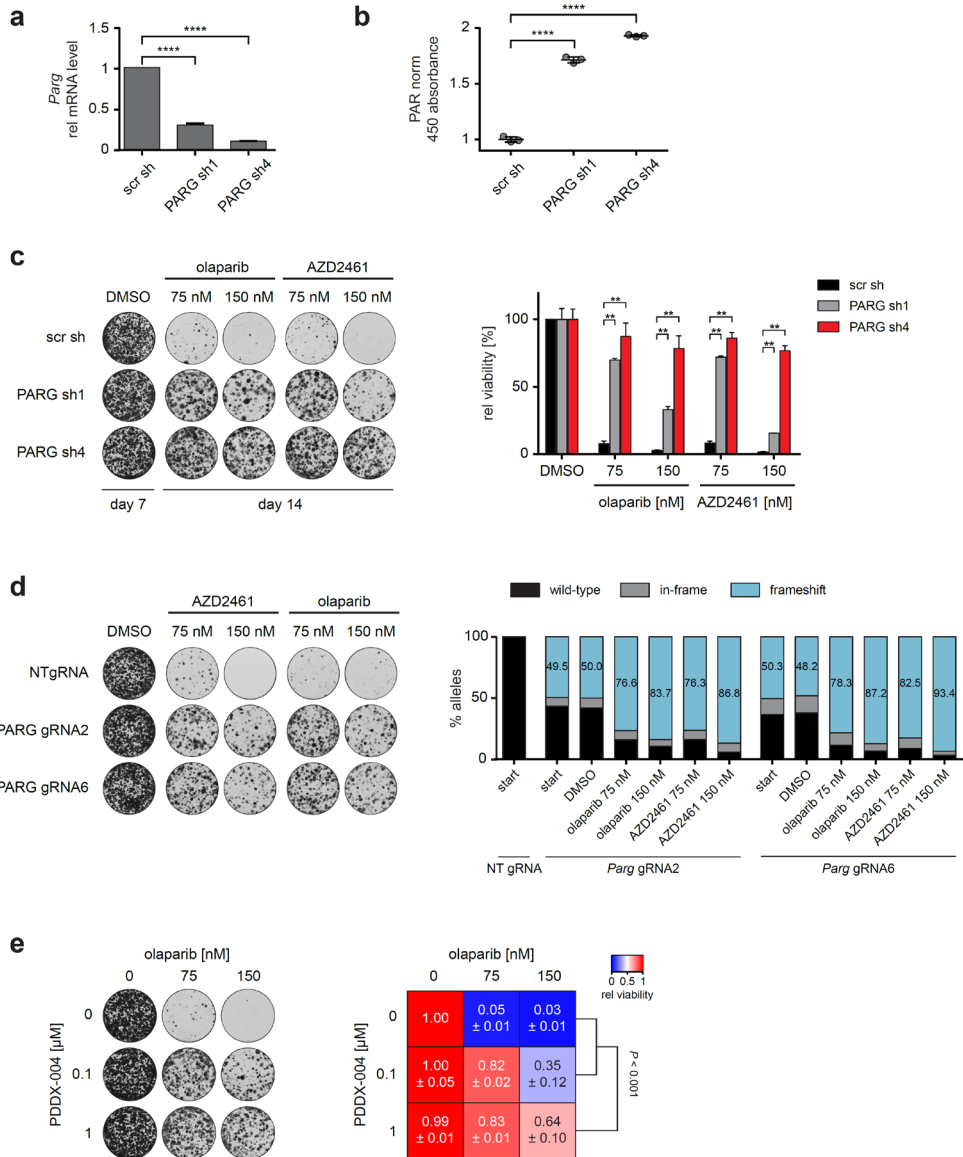 a
Parg
rel mRNA level
1.5
1
0.5
0
****
****
scr sh
PARG sh1
PARG sh4
b
PAR norm
450 absorbance
2
1.5
1
****
****
scr sh
PARG sh1
PARG sh4
c
olaparib AZD2461
DMSO 75 nM 150 nM 75 nM 150 nM
scr sh
PARG sh1
PARG sh4
day 7 day 14
rel viability [%]
100
50
0
** ** ** **
** ** ** **
DMSO 75 150 75 150
olaparib [nM] AZD2461 [nM]
scr sh
PARG sh1
PARG sh4
d
AZD2461 olaparib
DMSO 75 nM 150 nM 75 nM 150 nM
NTgRNA
PARG gRNA2
PARG gRNA6
wild-type in-frame frameshift
% alleles
100
50
0
49.5 50.0 76.6 83.7 76.3 86.8 50.3 48.2 78.3 87.2 82.5 93.4
start
start
DMSO
olaparib 75 nM
olaparib 150 nM
AZD2461 75 nM
AZD2461 150 nM
start
DMSO
olaparib 75 nM
olaparib 150 nM
AZD2461 75 nM
AZD2461 150 nM
NT gRNA Parg gRNA2 Parg gRNA6
e
olaparib [nM]
0 75 150
PDDX-004 [µM]
0
0.1
1
olaparib [nM]
0 75 150
PDDX-004 [µM]
0
0.1
1
1.00 0.05 0.03
± 0.01 ± 0.01
1.00 0.82 0.35
± 0.05 ± 0.02 ± 0.12
0.99 0.83 0.64
± 0.01 ± 0.01 ± 0.10
P < 0.001
0 0.5 1
rel viability